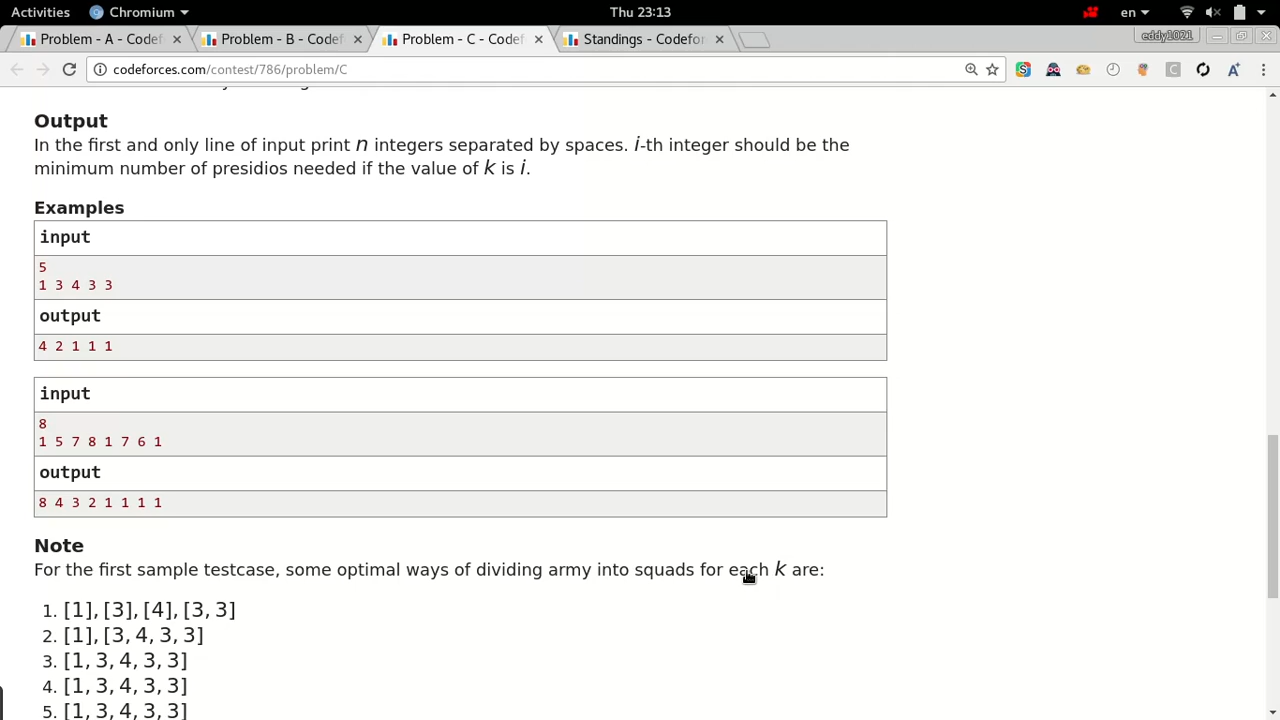 Activities Chromium Thu 23:13 en
Problem - A - Codef Problem - B - Codef Problem - C - Codef Standings - Codefor eddy1021
codeforces.com/contest/786/problem/C
Output
In the first and only line of input print n integers separated by spaces. i-th integer should be the
minimum number of presidios needed if the value of k is i.
Examples
input
5
1 3 4 3 3
output
4 2 1 1 1
input
8
1 5 7 8 1 7 6 1
output
8 4 3 2 1 1 1 1
Note
For the first sample testcase, some optimal ways of dividing army into squads for each k are:
1. [1], [3], [4], [3, 3]
2. [1], [3, 4, 3, 3]
3. [1, 3, 4, 3, 3]
4. [1, 3, 4, 3, 3]
5. [1, 3, 4, 3, 3]